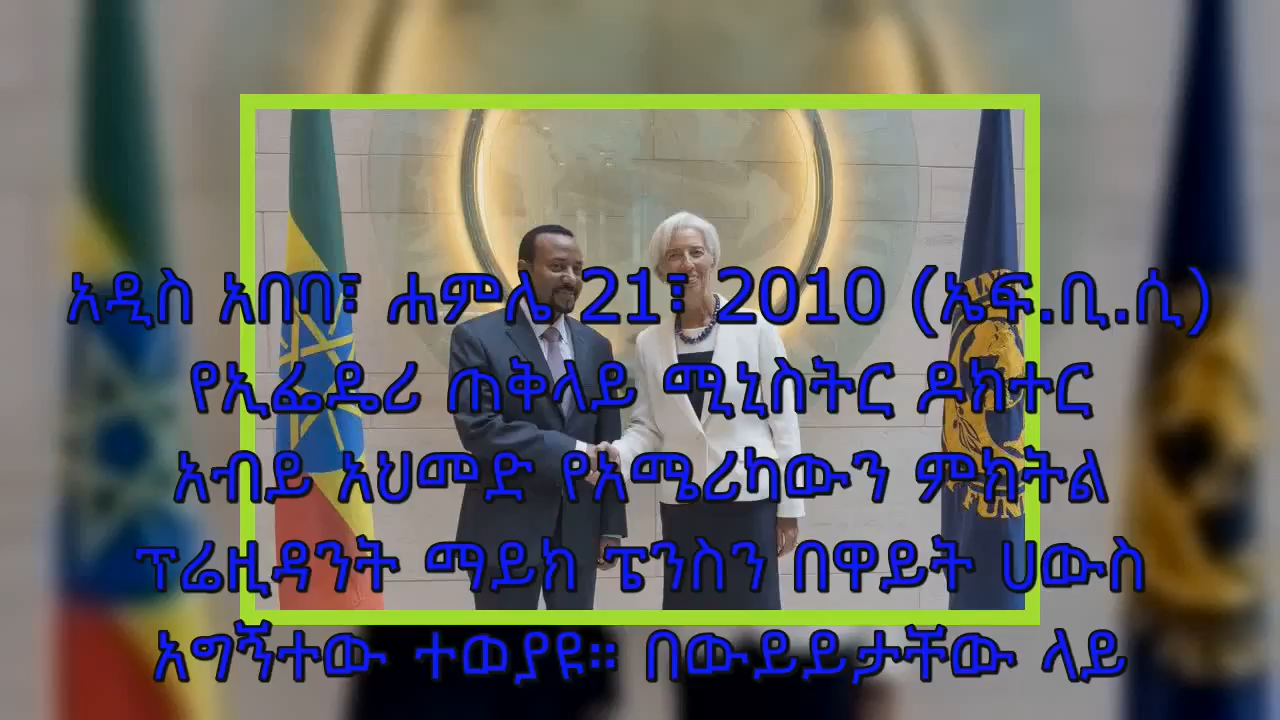 አዲስ አበባ፣ ሐምሌ 21፣ 2010 (ኤፍ.ቢ.ሲ)
የኢፌዴሪ ጠቅላይ ሚኒስትር ዶክተር
አብይ አህመድ የአሜሪካውን ምክትል
ፕሬዚዳንት ማይክ ፔንስን በዋይት ሀውስ
አግኝተው ተወያዩ። በውይይታቸው ላይ
FUN